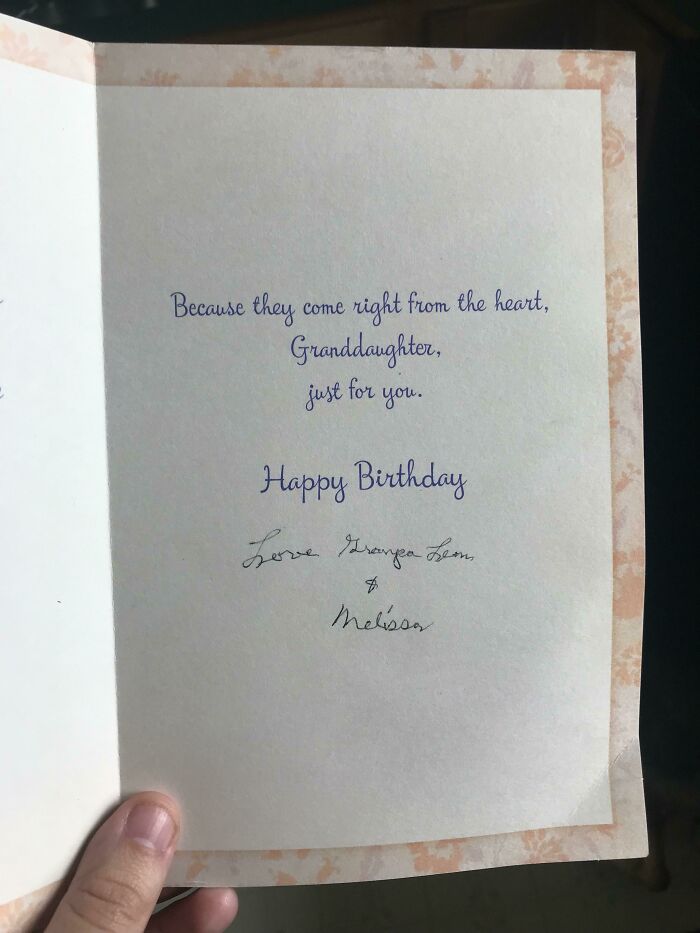 Because they come right from the heart,
Granddaughter,
just for you.
Happy Birthday
Love Grampa Leon
&
Melissa